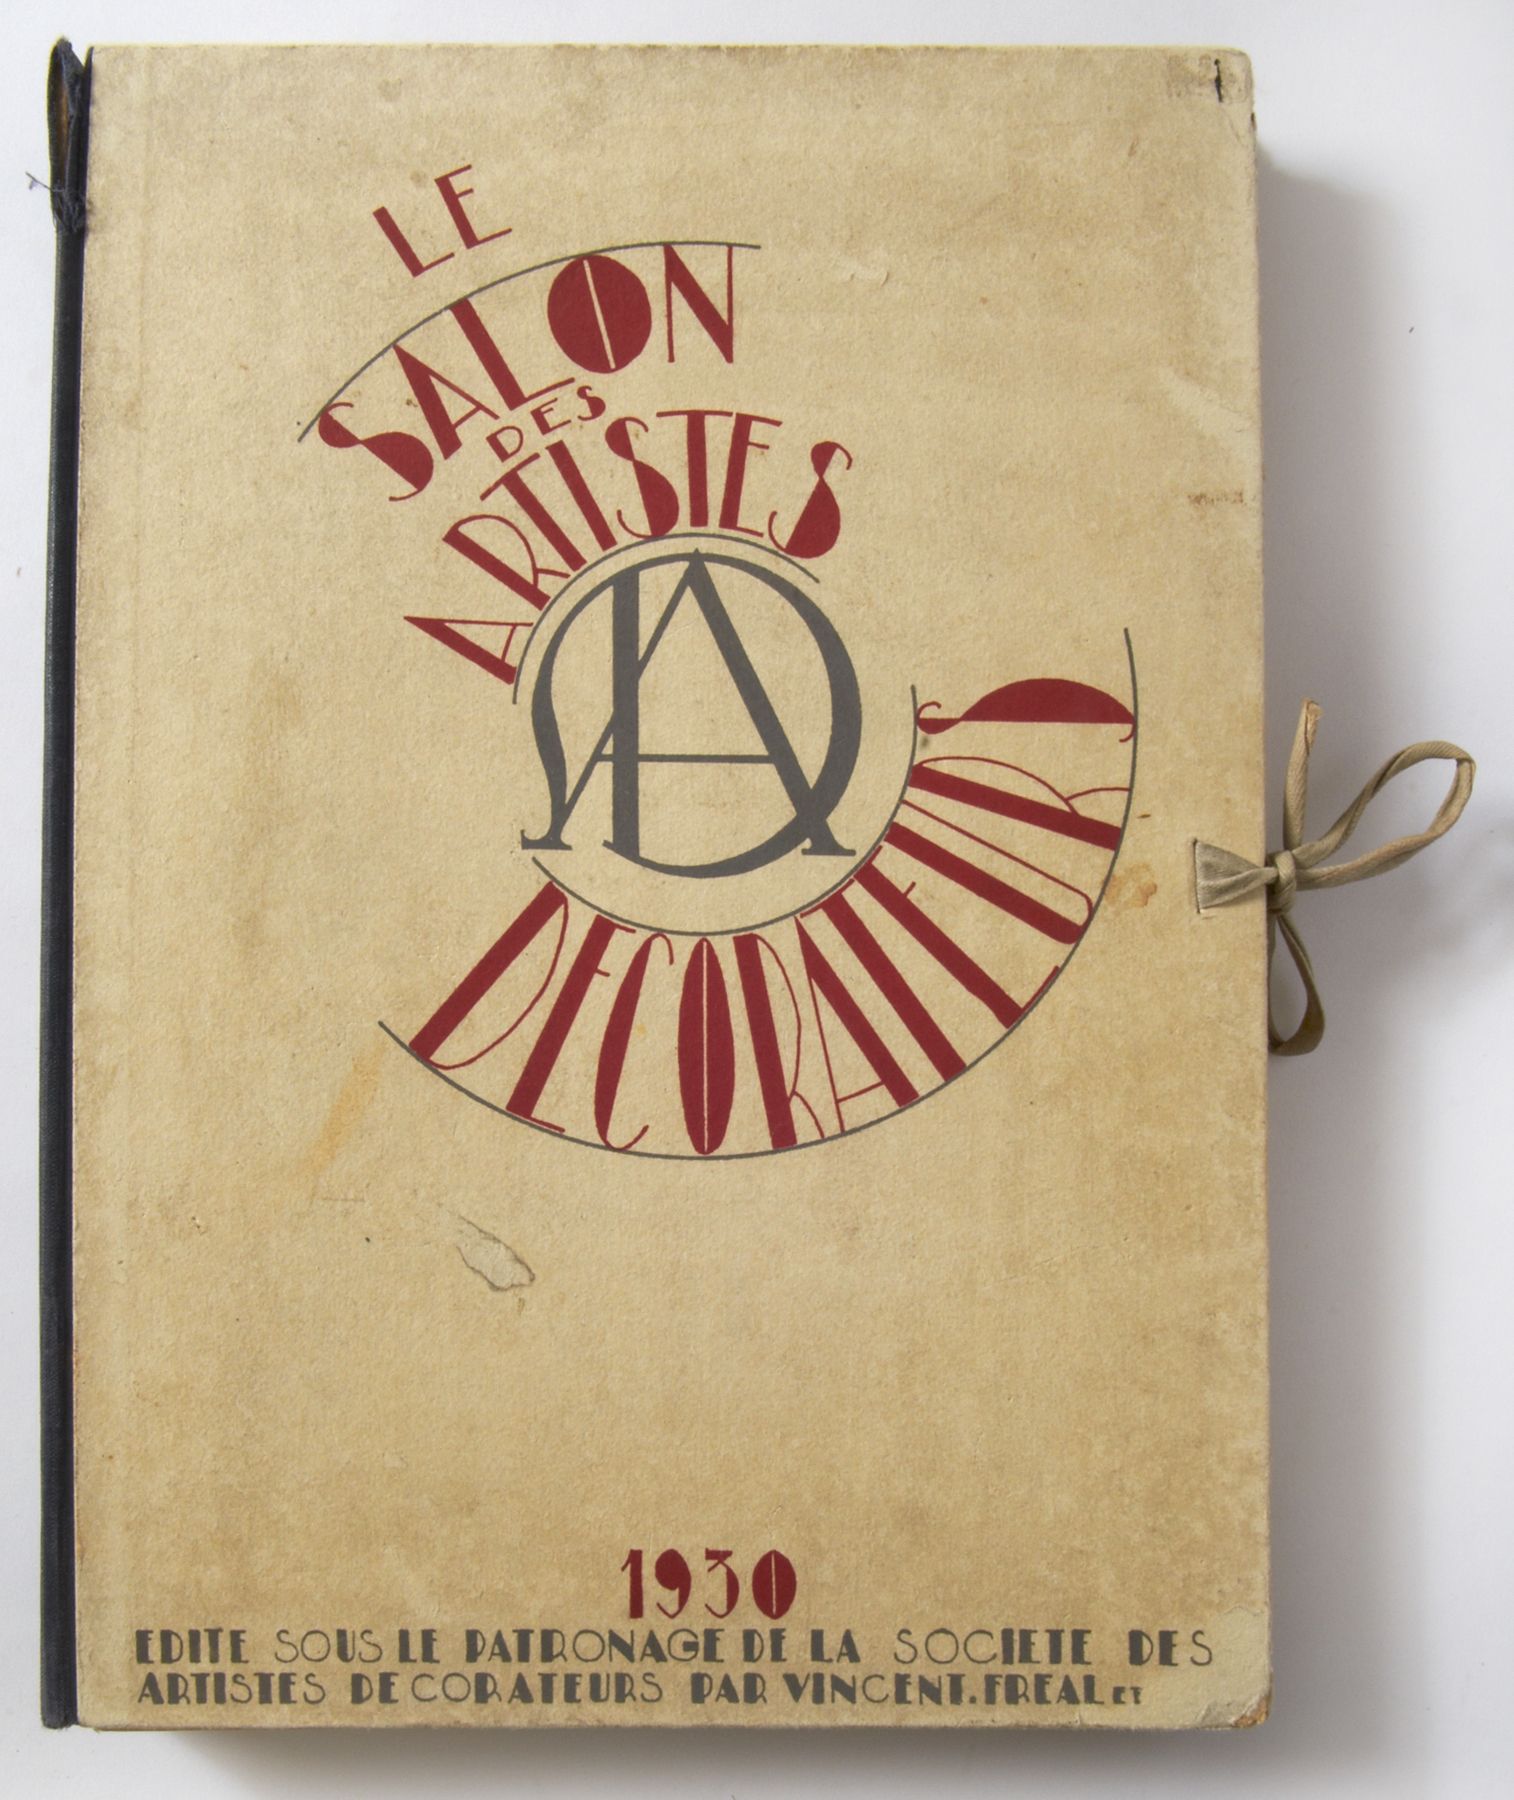 LE
SALON
DES
ARTISTES
AD
DECORATEURS
1930
EDITE SOUS LE PATRONAGE DE LA SOCIETE DES
ARTISTES DECORATEURS PAR VINCENT.FREAL ET